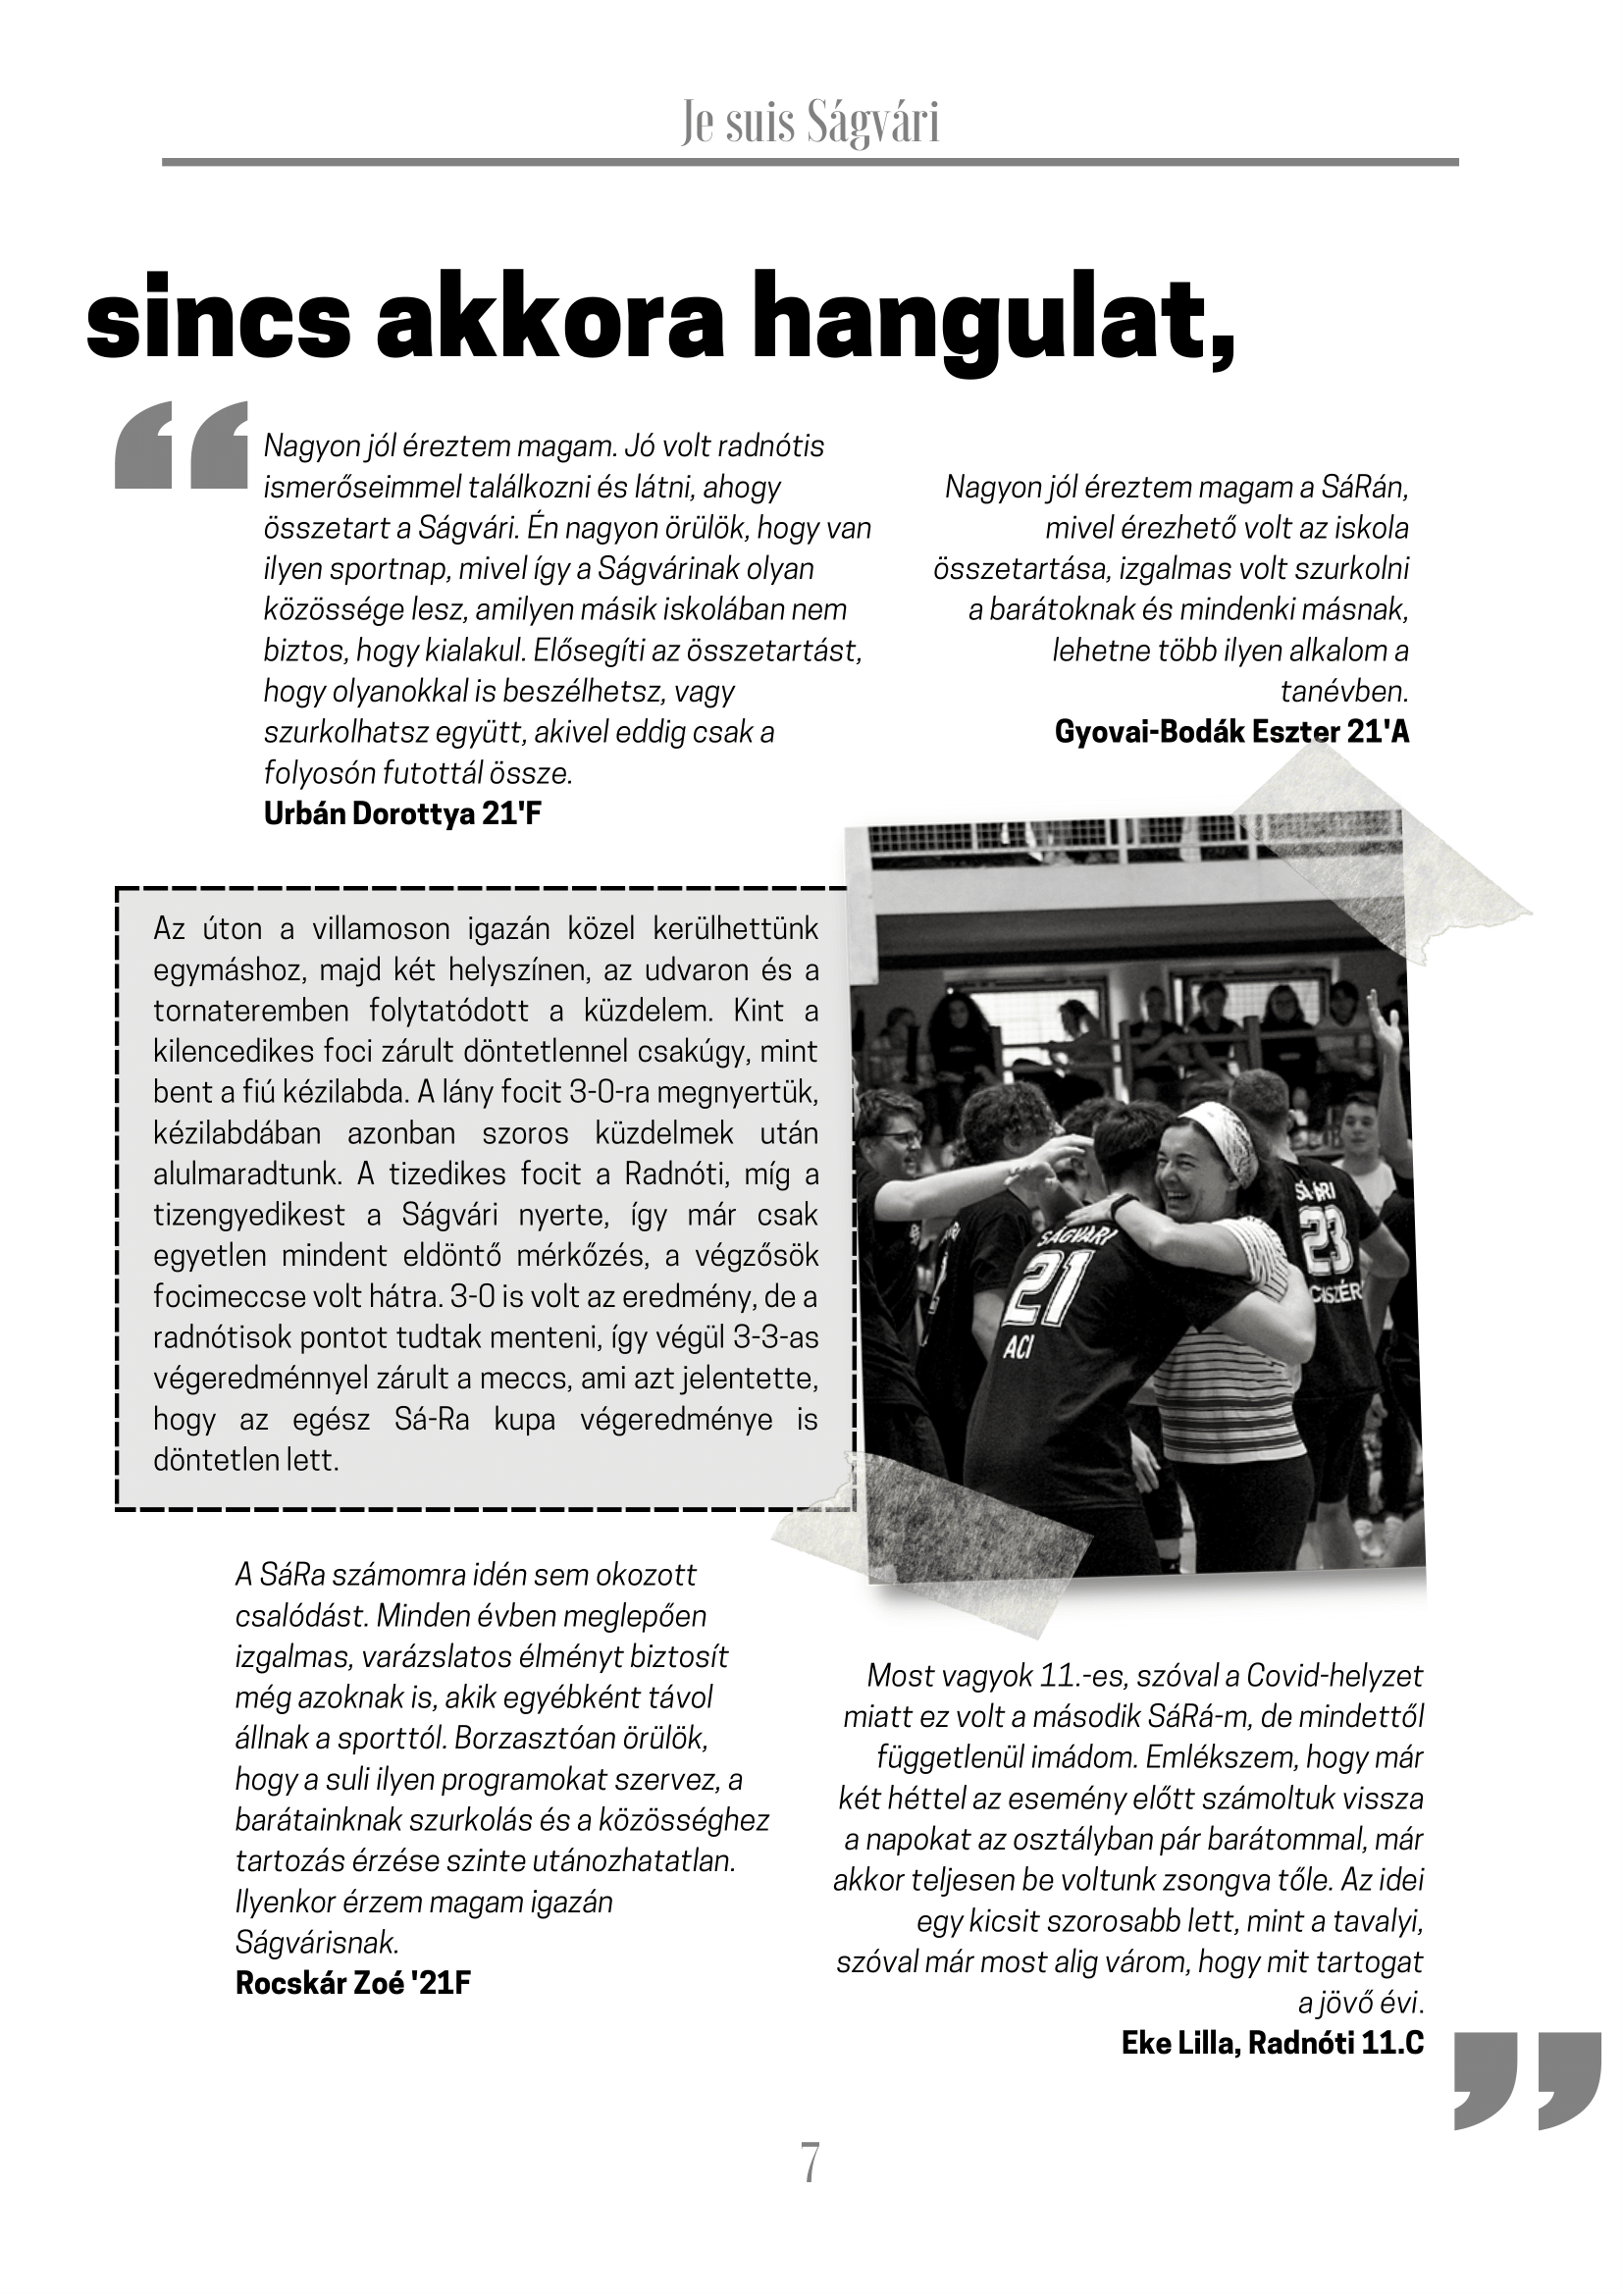 Je suis Ságvári
sincs akkora hangulat,
Nagyon jól éreztem magam. Jó volt radnótis
ismerőseimmel találkozni és látni, ahogy
összetart a Ságvári. Én nagyon örülök, hogy van
ilyen sportnap, mivel így a Ságvárinak olyan
közössége lesz, amilyen másik iskolában nem
biztos, hogy kialakul. Elősegíti az összetartást,
hogy olyanokkal is beszélhetsz, vagy
szurkolhatsz együtt, akivel eddig csak a
folyosón futottál össze.
Urbán Dorottya 21'F
Nagyon jól éreztem magam a SáRán,
mivel érezhető volt az iskola
összetartása, izgalmas volt szurkolni
a barátoknak és mindenki másnak,
lehetne több ilyen alkalom a
tanévben.
Gyovai-Bodák Eszter 21'A
Az úton a villamoson igazán közel kerülhettünk
egymáshoz, majd két helyszínen, az udvaron és a
tornateremben folytatódott a küzdelem. Kint a
kilencedikes foci zárult döntetlennel csakúgy, mint
bent a fiú kézilabda. A lány focit 3-0-ra megnyertük,
kézilabdában azonban szoros küzdelmek után
alulmaradtunk. A tizedikes focit a Radnóti, míg a
tizengyedikest a Ságvári nyerte, így már csak
egyetlen mindent eldöntő mérkőzés, a végzősök
focimeccse volt hátra. 3-0 is volt az eredmény, de a
radnótisok pontot tudtak menteni, így végül 3-3-as
végeredménnyel zárult a meccs, ami azt jelentette,
hogy az egész Sá-Ra kupa végeredménye is
döntetlen lett.
SÁGVÁRI
21
ACI
23
A SáRa számomra idén sem okozott
csalódást. Minden évben meglepően
izgalmas, varázslatos élményt biztosít
még azoknak is, akik egyébként távol
állnak a sporttól. Borzasztóan örülök,
hogy a suli ilyen programokat szervez, a
barátainknak szurkolás és a közösséghez
tartozás érzése szinte utánozhatatlan.
Ilyenkor érzem magam igazán
Ságvárisnak.
Rocskár Zoé '21F
Most vagyok 11.-es, szóval a Covid-helyzet
miatt ez volt a második SáRá-m, de mindettől
függetlenül imádom. Emlékszem, hogy már
két héttel az esemény előtt számoltuk vissza
a napokat az osztályban pár barátommal, már
akkor teljesen be voltunk zsongva tőle. Az idei
egy kicsit szorosabb lett, mint a tavalyi,
szóval már most alig várom, hogy mit tartogat
a jövő évi.
Eke Lilla, Radnóti 11.C
7